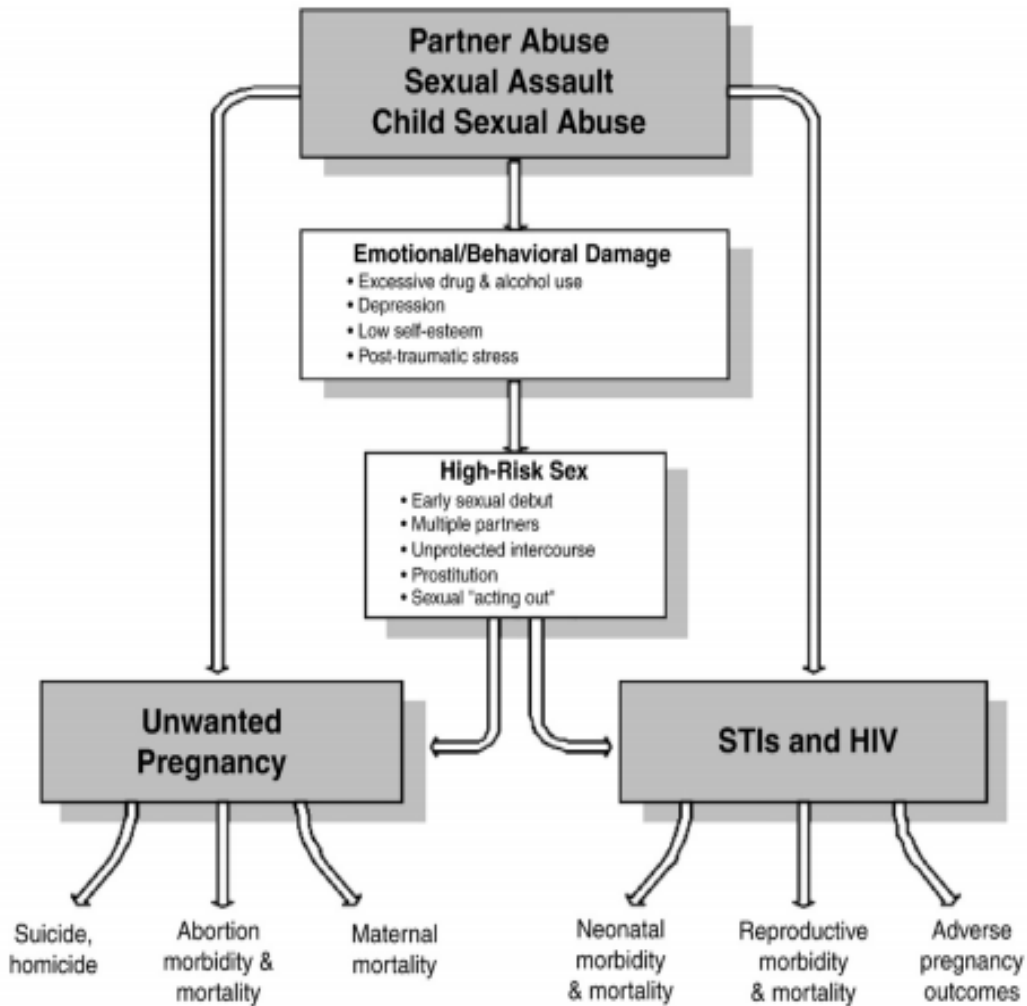 Partner Abuse
Sexual Assault
Child Sexual Abuse
Emotional/Behavioral Damage
• Excessive drug & alcohol use
• Depression
• Low self-esteem
• Post-traumatic stress
High-Risk Sex
• Early sexual debut
• Multiple partners
• Unprotected intercourse
• Prostitution
• Sexual "acting out"
Unwanted
Pregnancy
STIs and HIV
Suicide,
homicide
Abortion
morbidity &
mortality
Maternal
mortality
Neonatal
morbidity
& mortality
Reproductive
morbidity
& mortality
Adverse
pregnancy
outcomes